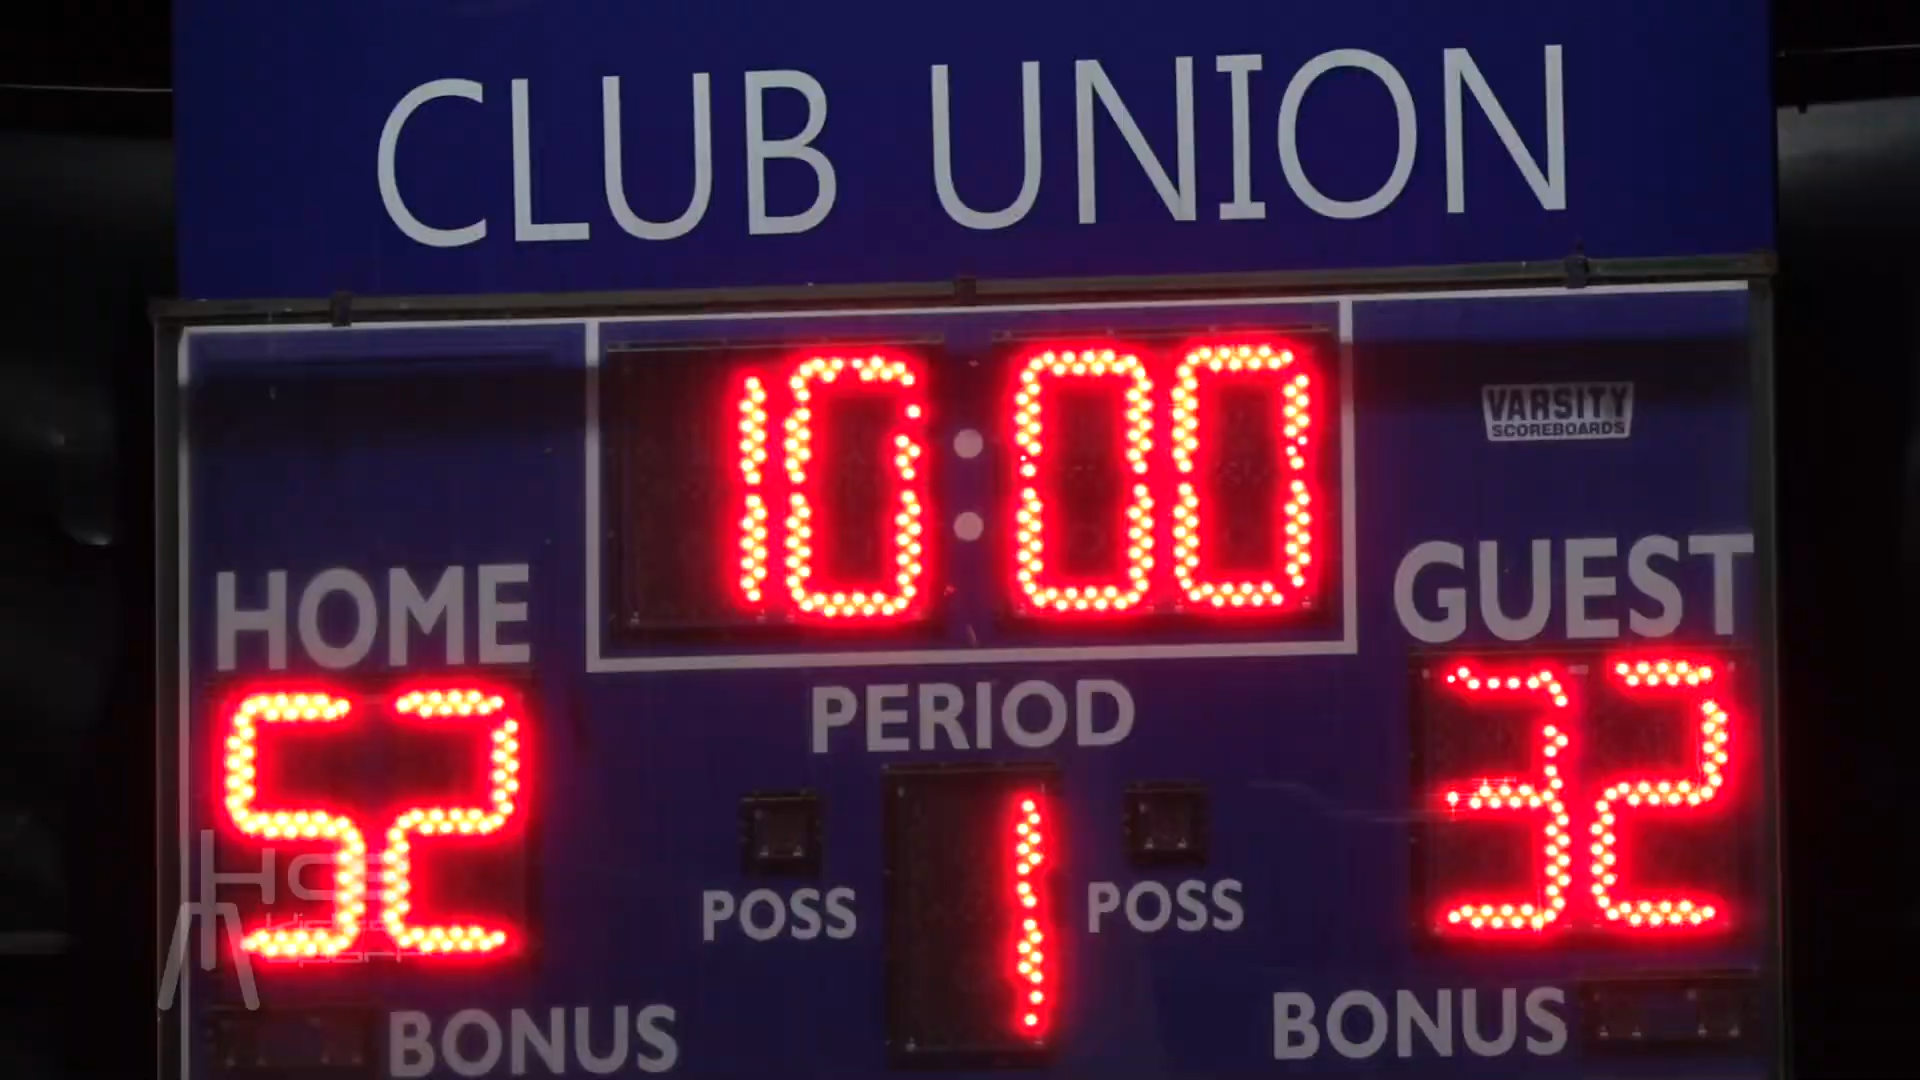 CLUB UNION
10:00
VARSITY
SCOREBOARDS
HOME
GUEST
52
32
PERIOD
1
POSS
POSS
BONUS
BONUS